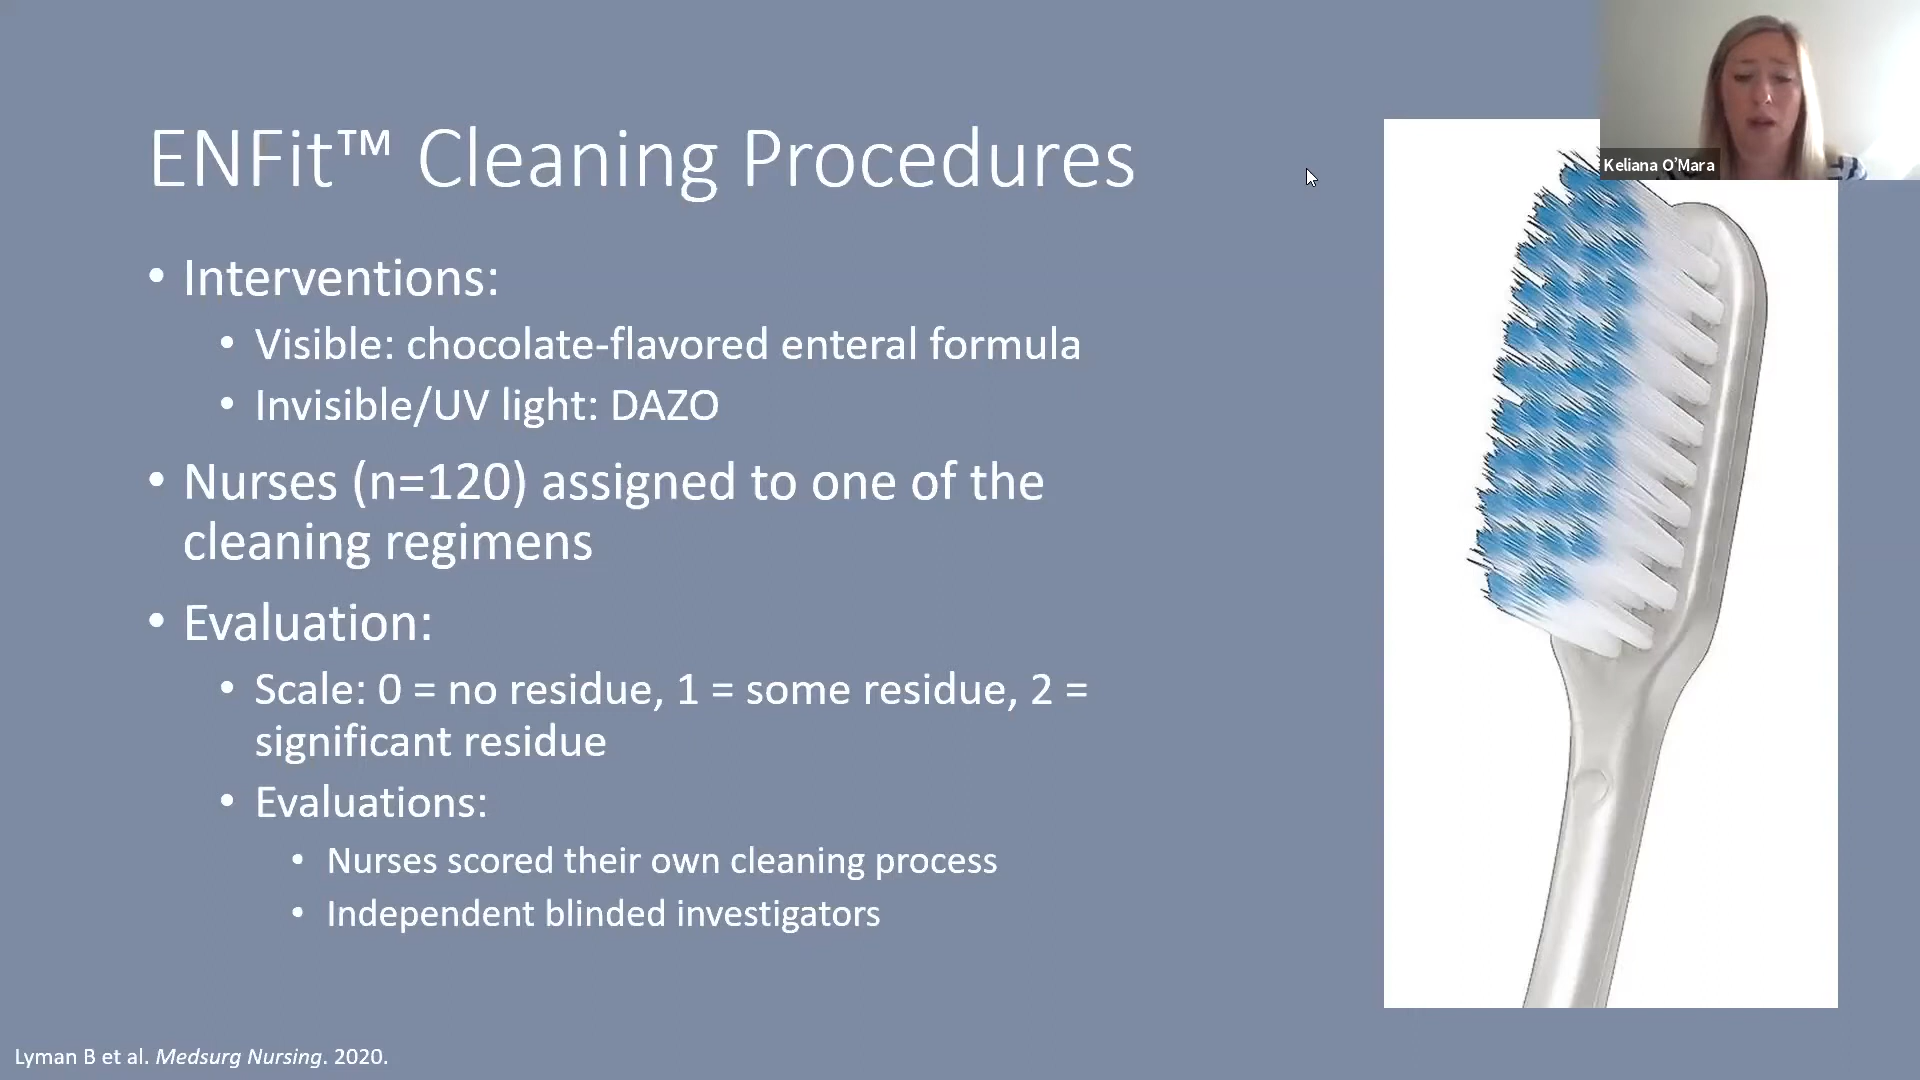 ENFit™ Cleaning Procedures
• Interventions:
• Visible: chocolate-flavored enteral formula
• Invisible/UV light: DAZO
• Nurses (n=120) assigned to one of the
cleaning regimens
• Evaluation:
• Scale: 0 = no residue, 1 = some residue, 2 =
significant residue
• Evaluations:
• Nurses scored their own cleaning process
• Independent blinded investigators
Lyman B et al. Medsurg Nursing. 2020.
Keliana O’Mara